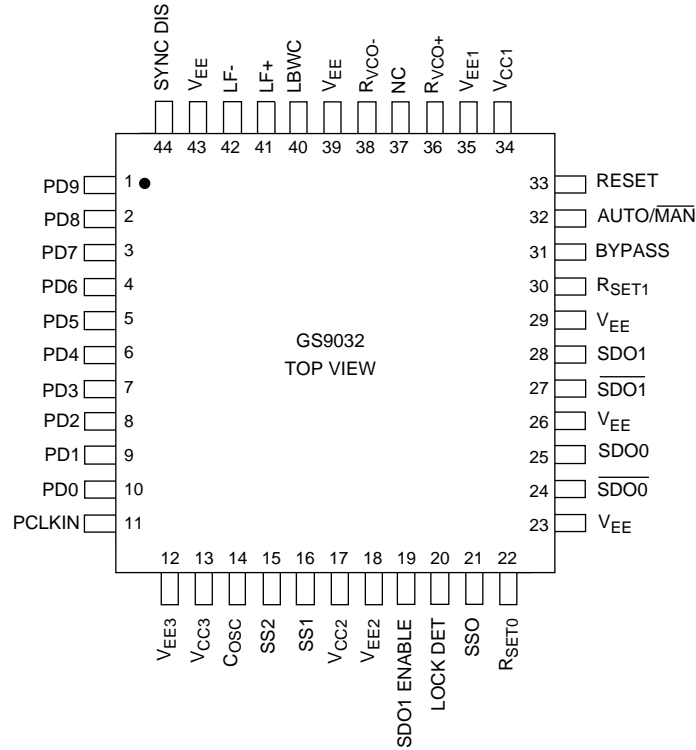 SYNC DIS
VEE
LF-
LF+
LBWC
VEE
RVCO-
NC
RVCO+
VEE1
VCC1
44 43 42 41 40 39 38 37 36 35 34
PD9 1
PD8 2
PD7 3
PD6 4
PD5 5
PD4 6
PD3 7
PD2 8
PD1 9
PD0 10
PCLKIN 11
GS9032
TOP VIEW
33 RESET
32 AUTO/MAN
31 BYPASS
30 RSET1
29 VEE
28 SDO1
27 SDO1
26 VEE
25 SDO0
24 SDO0
23 VEE
12 13 14 15 16 17 18 19 20 21 22
VEE3
VCC3
COSC
SS2
SS1
VCC2
VEE2
SDO1 ENABLE
LOCK DET
SSO
RSET0